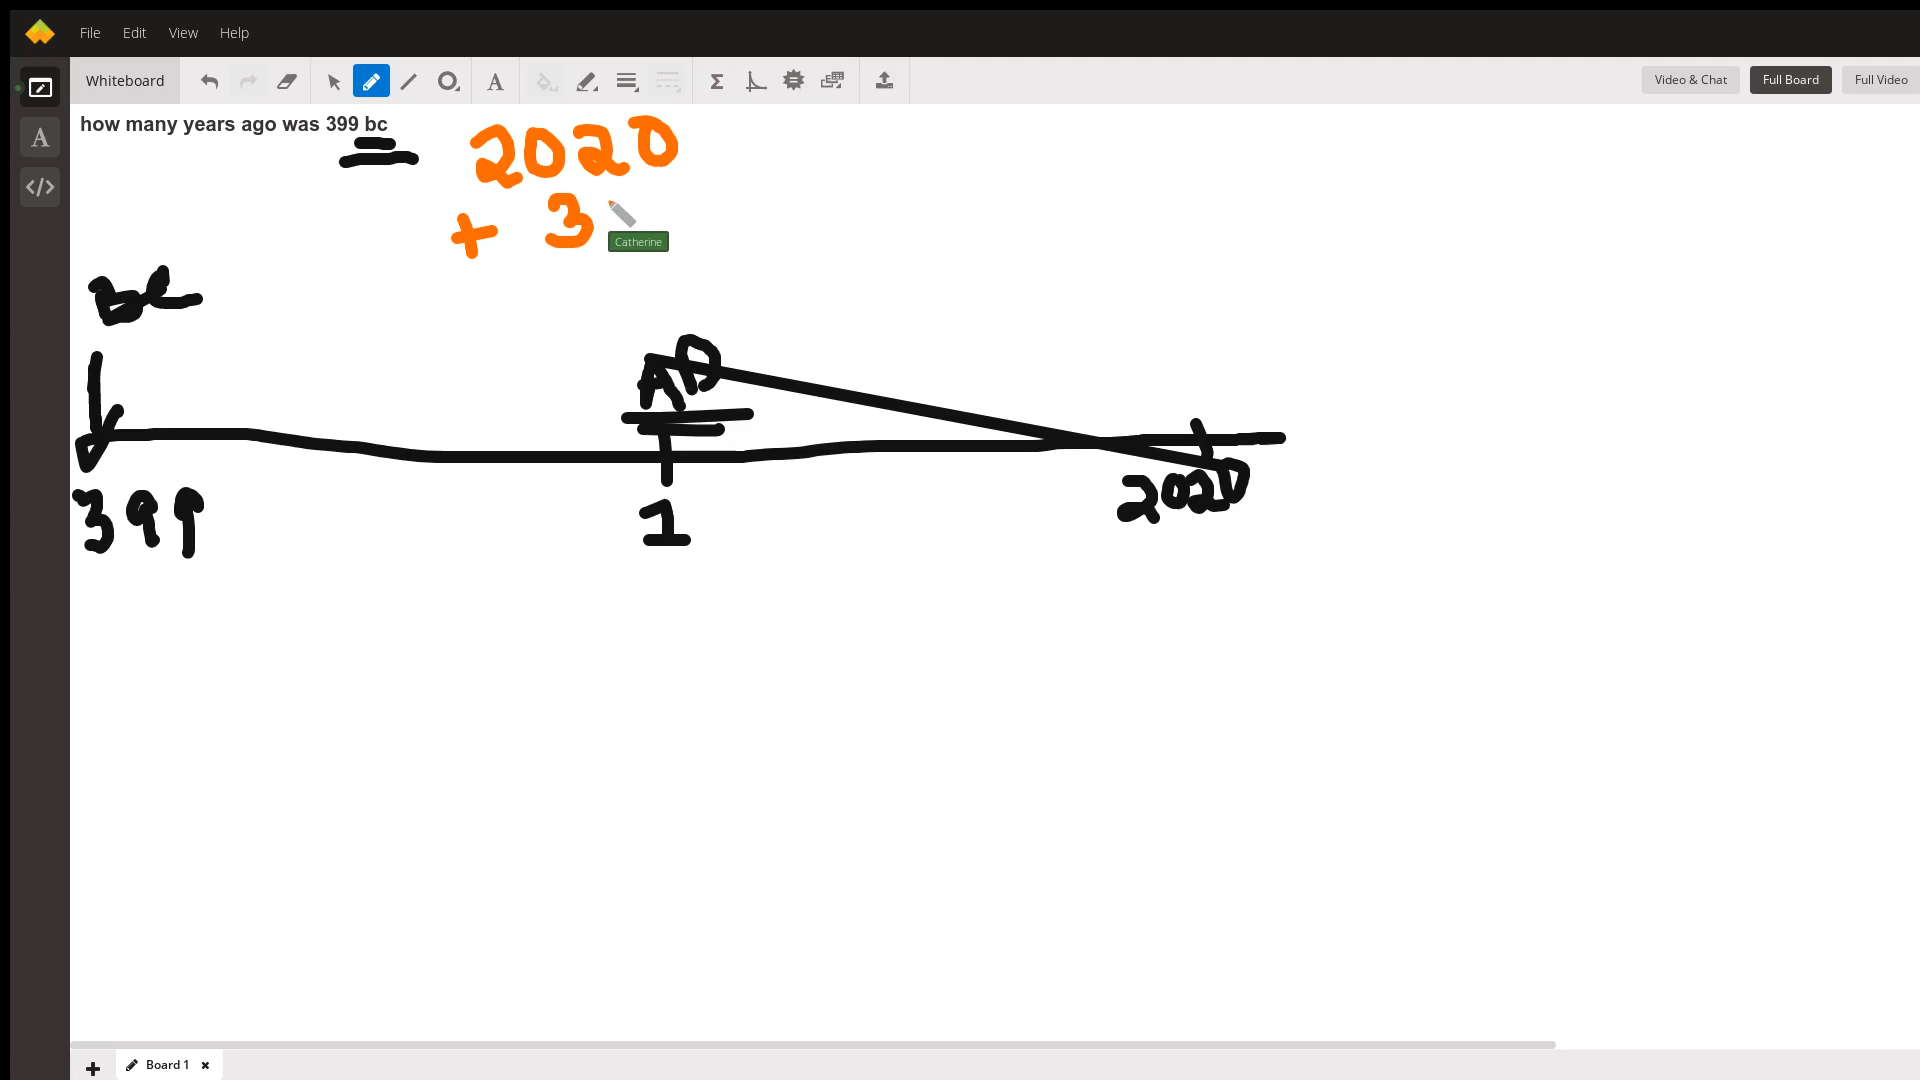 File Edit View Help
Whiteboard A Σ Video & Chat Full Board Full Video
A
</>
how many years ago was 399 bc
2020
+ 3
Catherine
BC
AD
399 1 2020
+ Board 1 ×